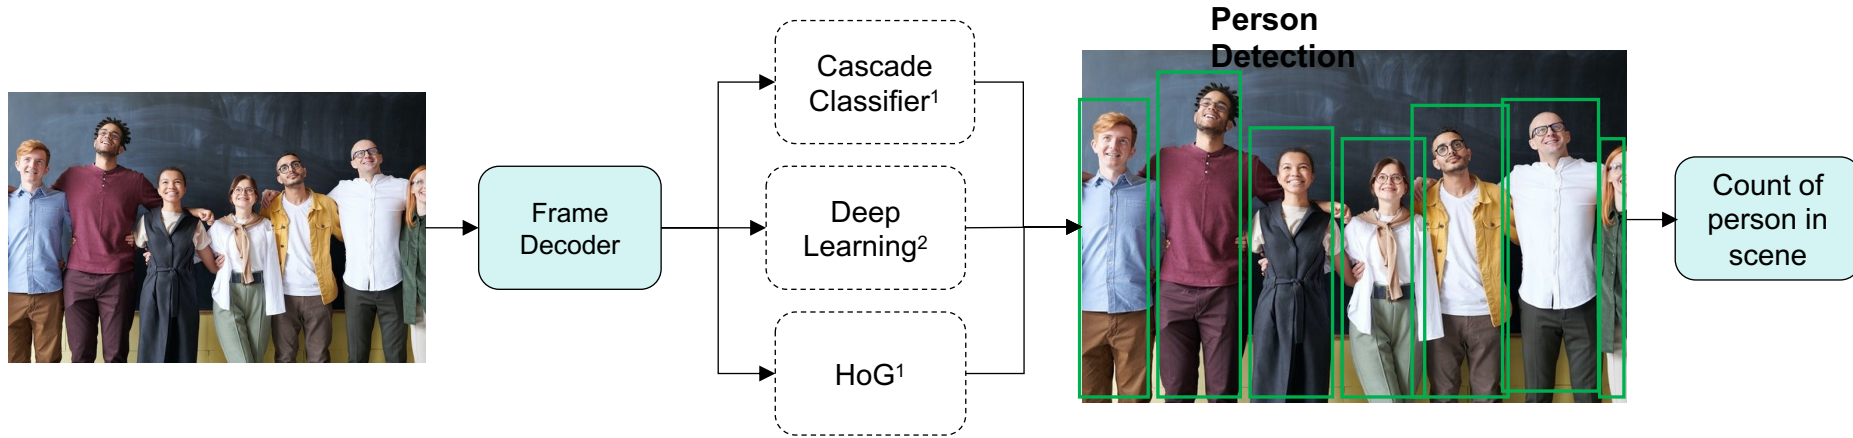 Person
Detection
Cascade
Classifier¹
Frame
Decoder
Deep
Learning²
HoG¹
Count of
person in
scene